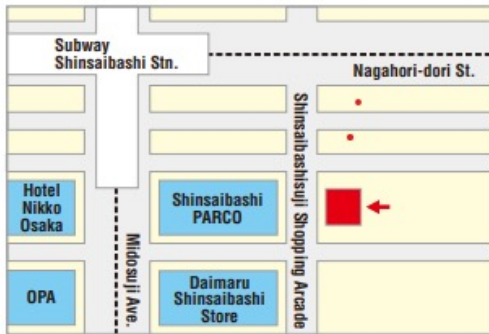 Subway
Shinsaibashi Stn.
Nagahori-dori St.
Shinsaibashisuji Shopping Arcade
Hotel
Nikko
Osaka
Shinsaibashi
PARCO
Midosuji Ave.
OPA
Daimaru
Shinsaibashi
Store